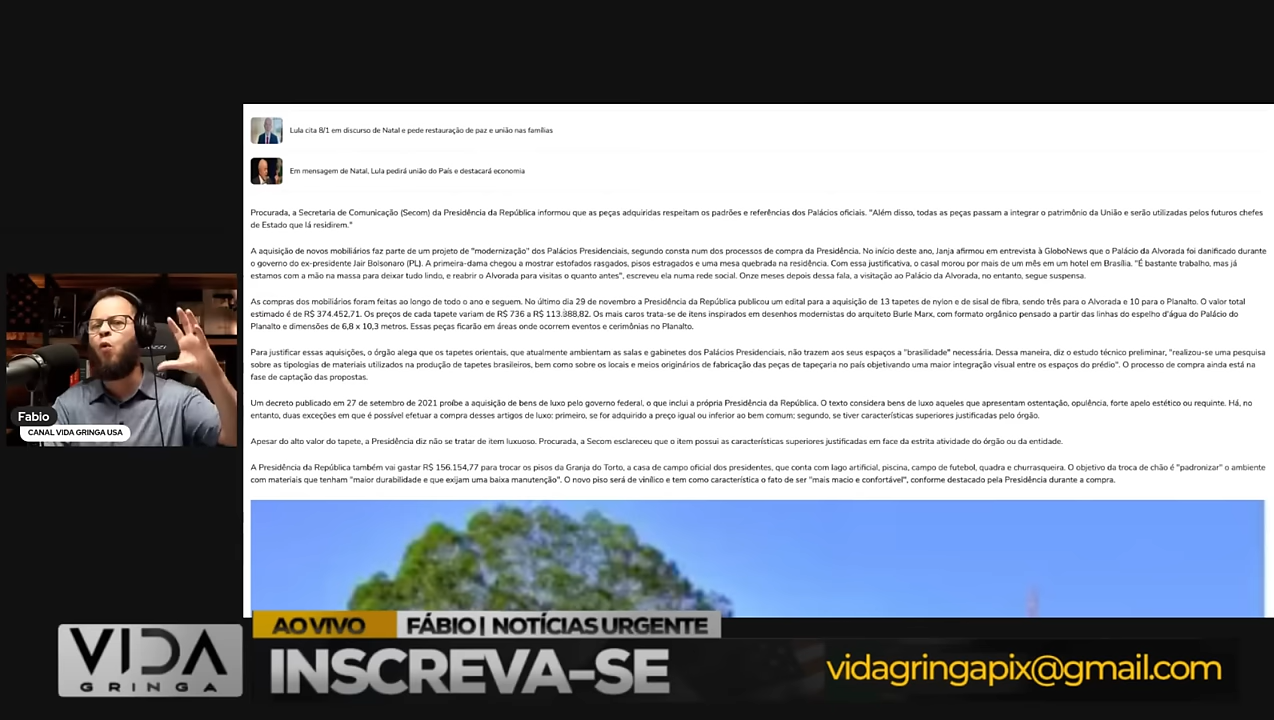 Lula cita 8/1 em discurso de Natal e pede restauração de paz e união nas famílias
Em mensagem de Natal, Lula pedirá união do País e destacará economia
Procurada, a Secretaria de Comunicação (Secom) da Presidência da República informou que as peças adquiridas respeitam os padrões e referências dos Palácios oficiais. "Além disso, todas as peças passam a integrar o patrimônio da União e serão utilizadas pelos futuros chefes
de Estado que lá residirem."
A aquisição de novos mobiliários faz parte de um projeto de "modernização" dos Palácios Presidenciais, segundo consta num dos processos de compra da Presidência. No início deste ano, Janja afirmou em entrevista à GloboNews que o Palácio da Alvorada foi danificado durante
o governo do ex-presidente Jair Bolsonaro (PL). A primeira-dama chegou a mostrar estofados rasgados, pisos estragados e uma mesa quebrada na residência. Com essa justificativa, o casal morou por mais de um mês em um hotel em Brasília. "É bastante trabalho, mas já
estamos com a mão na massa para deixar tudo lindo, e reabrir o Alvorada para visitas o quanto antes", escreveu ela numa rede social. Onze meses depois dessa fala, a visitação ao Palácio da Alvorada, no entanto, segue suspensa.
As compras dos mobiliários foram feitas ao longo de todo o ano e seguem. No último dia 29 de novembro a Presidência da República publicou um edital para a aquisição de 13 tapetes de nylon e de sisal de fibra, sendo três para o Alvorada e 10 para o Planalto. O valor total
estimado é de R$ 374.452,71. Os preços de cada tapete variam de R$ 736 a R$ 113.388,82. Os mais caros trata-se de itens inspirados em desenhos modernistas do arquiteto Burle Marx, com formato orgânico pensado a partir das linhas do espelho d'água do Palácio do
Planalto e dimensões de 6,8 x 10,3 metros. Essas peças ficarão em áreas onde ocorrem eventos e cerimônias no Planalto.
Para justificar essas aquisições, o órgão alega que os tapetes orientais, que atualmente ambientam as salas e gabinetes dos Palácios Presidenciais, não trazem aos seus espaços a "brasilidade" necessária. Dessa maneira, diz o estudo técnico preliminar, "realizou-se uma pesquisa
sobre as tipologias de materiais utilizados na produção de tapetes brasileiros, bem como sobre os locais e meios originários de fabricação das peças de tapeçaria no país objetivando uma maior integração visual entre os espaços do prédio". O processo de compra ainda está na
fase de captação das propostas.
Um decreto publicado em 27 de setembro de 2021 proíbe a aquisição de bens de luxo pelo governo federal, o que inclui a própria Presidência da República. O texto considera bens de luxo aqueles que apresentam ostentação, opulência, forte apelo estético ou requinte. Há, no
entanto, duas exceções em que é possível efetuar a compra desses artigos de luxo: primeiro, se for adquirido a preço igual ou inferior ao bem comum; segundo, se tiver características superiores justificadas pelo órgão.
Apesar do alto valor do tapete, a Presidência diz não se tratar de item luxuoso. Procurada, a Secom esclareceu que o item possui as características superiores justificadas em face da estrita atividade do órgão ou da entidade.
A Presidência da República também vai gastar R$ 156.154,77 para trocar os pisos da Granja do Torto, a casa de campo oficial dos presidentes, que conta com lago artificial, piscina, campo de futebol, quadra e churrasqueira. O objetivo da troca de chão é "padronizar" o ambiente
com materiais que tenham "maior durabilidade e que exijam uma baixa manutenção". O novo piso será de vinílico e tem como característica o fato de ser "mais macio e confortável", conforme destacado pela Presidência durante a compra.
Fabio
CANAL VIDA GRINGA USA
AO VIVO
FÁBIO | NOTÍCIAS URGENTE
VIDA
GRINGA
INSCREVA-SE
vidagringapix@gmail.com